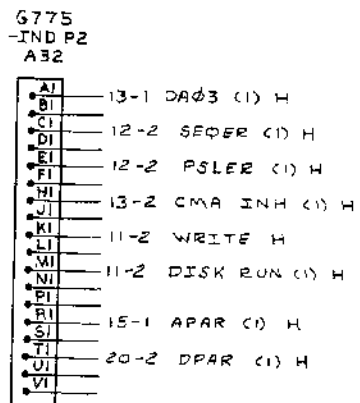 G775
-IND P2
A32
A1 13-1 DAØ3 (1) H
B1
C1 12-2 SEQER (1) H
D1
E1 12-2 PSLER (1) H
F1
H1 13-2 CMA INH (1) H
J1
K1 11-2 WRITE H
L1
M1 11-2 DISK RUN (1) H
N1
P1
R1 15-1 APAR (1) H
S1
T1 20-2 DPAR (1) H
U1
V1